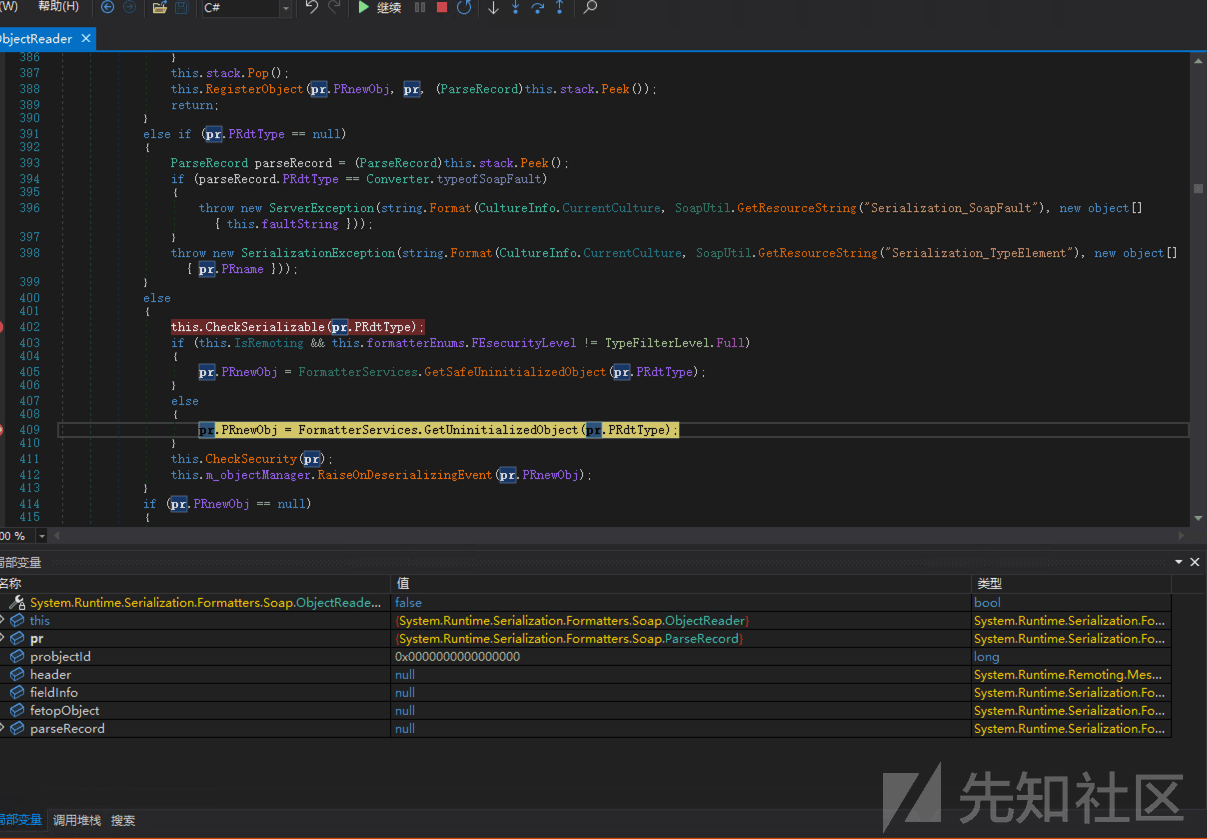 (W) 帮助(H) C# 继续
ObjectReader ×
386 }
387 this.stack.Pop();
388 this.RegisterObject(pr.PRnewObj, pr, (ParseRecord)this.stack.Peek());
389 return;
390 }
391 else if (pr.PRdtType == null)
392 {
393 ParseRecord parseRecord = (ParseRecord)this.stack.Peek();
394 if (parseRecord.PRdtType == Converter.typeofSoapFault)
395 {
396 throw new ServerException(string.Format(CultureInfo.CurrentCulture, SoapUtil.GetResourceString("Serialization_SoapFault"), new object[]
{ this.faultString }));
397 }
398 throw new SerializationException(string.Format(CultureInfo.CurrentCulture, SoapUtil.GetResourceString("Serialization_TypeElement"), new object[]
{ pr.PRname }));
399 }
400 else
401 {
402 this.CheckSerializable(pr.PRdtType);
403 if (this.IsRemoting && this.formatterEnums.FEsecurityLevel != TypeFilterLevel.Full)
404 {
405 pr.PRnewObj = FormatterServices.GetSafeUninitializedObject(pr.PRdtType);
406 }
407 else
408 {
409 pr.PRnewObj = FormatterServices.GetUninitializedObject(pr.PRdtType);
410 }
411 this.CheckSecurity(pr);
412 this.m_objectManager.RaiseOnDeserializingEvent(pr.PRnewObj);
413 }
414 if (pr.PRnewObj == null)
415 {
00 %
局部变量
名称 值 类型
System.Runtime.Serialization.Formatters.Soap.ObjectReade... false bool
this {System.Runtime.Serialization.Formatters.Soap.ObjectReader} System.Runtime.Serialization.Fo...
pr {System.Runtime.Serialization.Formatters.Soap.ParseRecord} System.Runtime.Serialization.Fo...
probjectId 0x0000000000000000 long
header null System.Runtime.Remoting.Mes...
fieldInfo null System.Runtime.Serialization.Fo...
fetopObject null System.Runtime.Serialization.Fo...
parseRecord null System.Runtime.Serialization.Fo...
先知社区
局部变量 调用堆栈 搜索